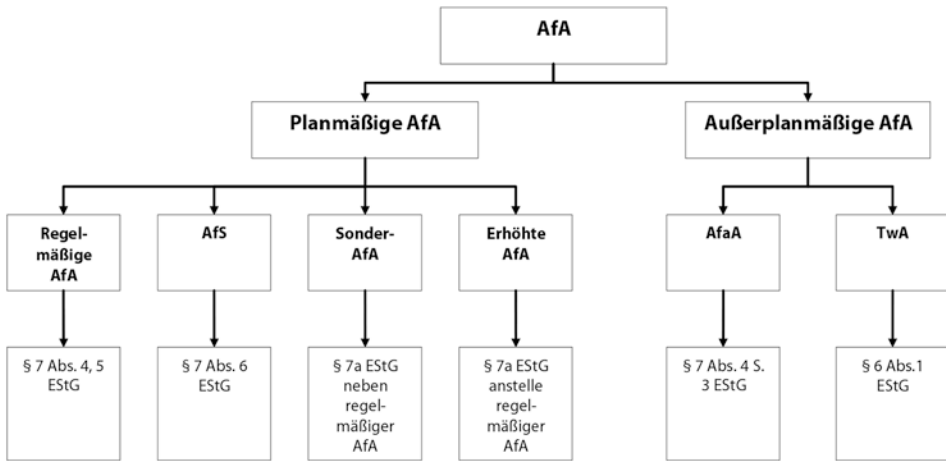 AfA
Planmäßige AfA
Außerplanmäßige AfA
Regel-
mäßige
AfA
AfS
Sonder-
AfA
Erhöhte
AfA
AfaA
TwA
§ 7 Abs. 4, 5
EStG
§ 7 Abs. 6
EStG
§ 7a EStG
neben
regel-
mäßiger
AfA
§ 7a EStG
anstelle
regel-
mäßiger
AfA
§ 7 Abs. 4 S.
3 EStG
§ 6 Abs.1
EStG